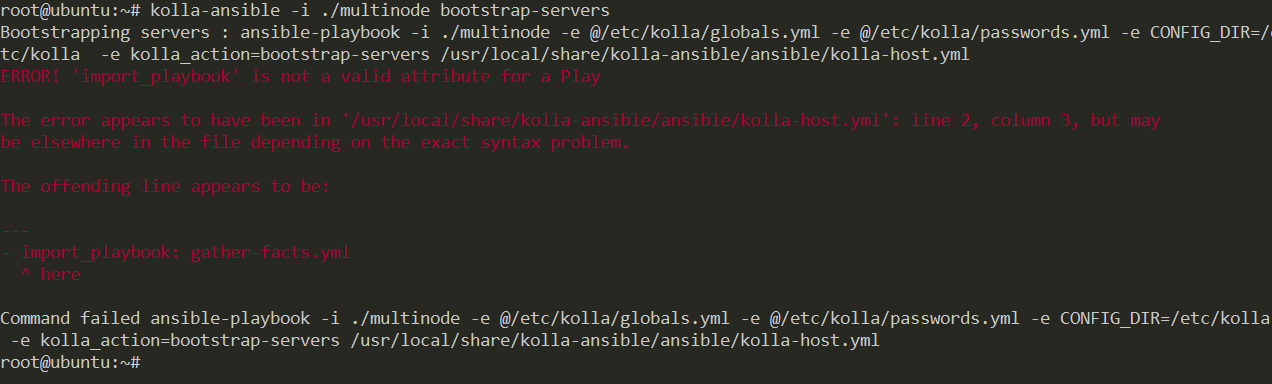 root@ubuntu:~# kolla-ansible -i ./multinode bootstrap-servers
Bootstrapping servers : ansible-playbook -i ./multinode -e @/etc/kolla/globals.yml -e @/etc/kolla/passwords.yml -e CONFIG_DIR=/e
tc/kolla  -e kolla_action=bootstrap-servers /usr/local/share/kolla-ansible/ansible/kolla-host.yml
ERROR! 'import_playbook' is not a valid attribute for a Play
The error appears to have been in '/usr/local/share/kolla-ansible/ansible/kolla-host.yml': line 2, column 3, but may
be elsewhere in the file depending on the exact syntax problem.
The offending line appears to be:
---
- import_playbook: gather-facts.yml
  ^ here
Command failed ansible-playbook -i ./multinode -e @/etc/kolla/globals.yml -e @/etc/kolla/passwords.yml -e CONFIG_DIR=/etc/kolla
 -e kolla_action=bootstrap-servers /usr/local/share/kolla-ansible/ansible/kolla-host.yml
root@ubuntu:~#